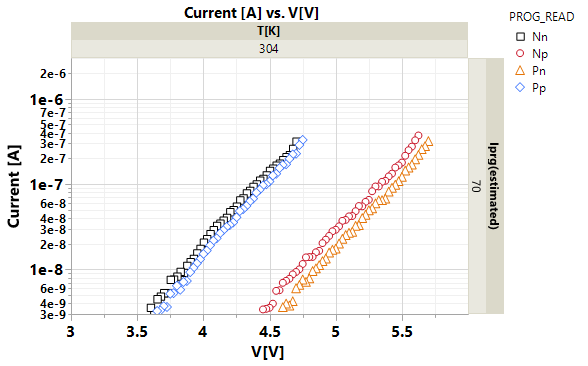 Current [A] vs. V[V]
T[K]
304
PROG_READ
Nn
Np
Pn
Pp
2e-6
1e-6
7e-7
5e-7
4e-7
3e-7
2e-7
1e-7
6e-8
4e-8
3e-8
2e-8
1e-8
6e-9
4e-9
3e-9
Current [A]
70
Iprg(estimated)
3
3.5
4
4.5
5
5.5
V[V]